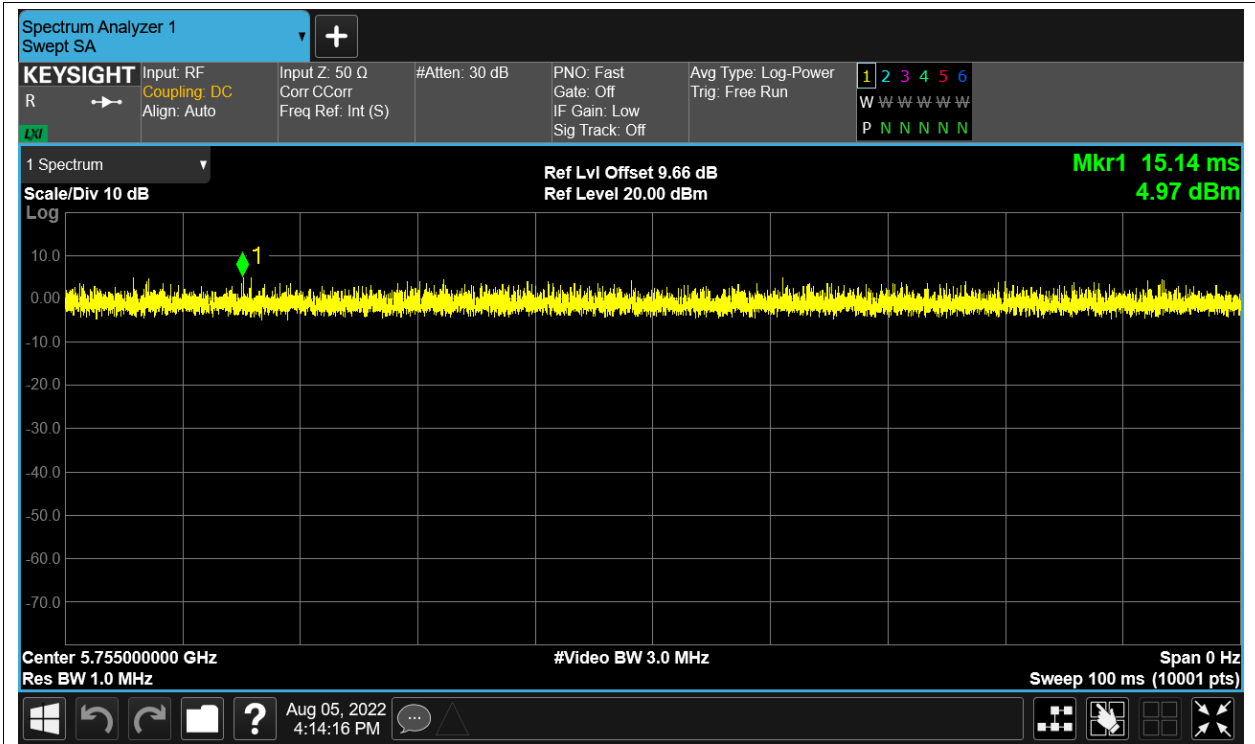 Spectrum Analyzer 1
Swept SA
KEYSIGHT
R
LXI
Input: RF
Coupling: DC
Align: Auto
Input Z: 50 Ω
Corr CCorr
Freq Ref: Int (S)
#Atten: 30 dB
PNO: Fast
Gate: Off
IF Gain: Low
Sig Track: Off
Avg Type: Log-Power
Trig: Free Run
1 2 3 4 5 6
W W W W W W
P N N N N N
1 Spectrum
Scale/Div 10 dB
Ref Lvl Offset 9.66 dB
Ref Level 20.00 dBm
Mkr1 15.14 ms
4.97 dBm
Log
1
10.0
0.00
-10.0
-20.0
-30.0
-40.0
-50.0
-60.0
-70.0
Center 5.755000000 GHz
#Video BW 3.0 MHz
Span 0 Hz
Res BW 1.0 MHz
Sweep 100 ms (10001 pts)
?
Aug 05, 2022
4:14:16 PM